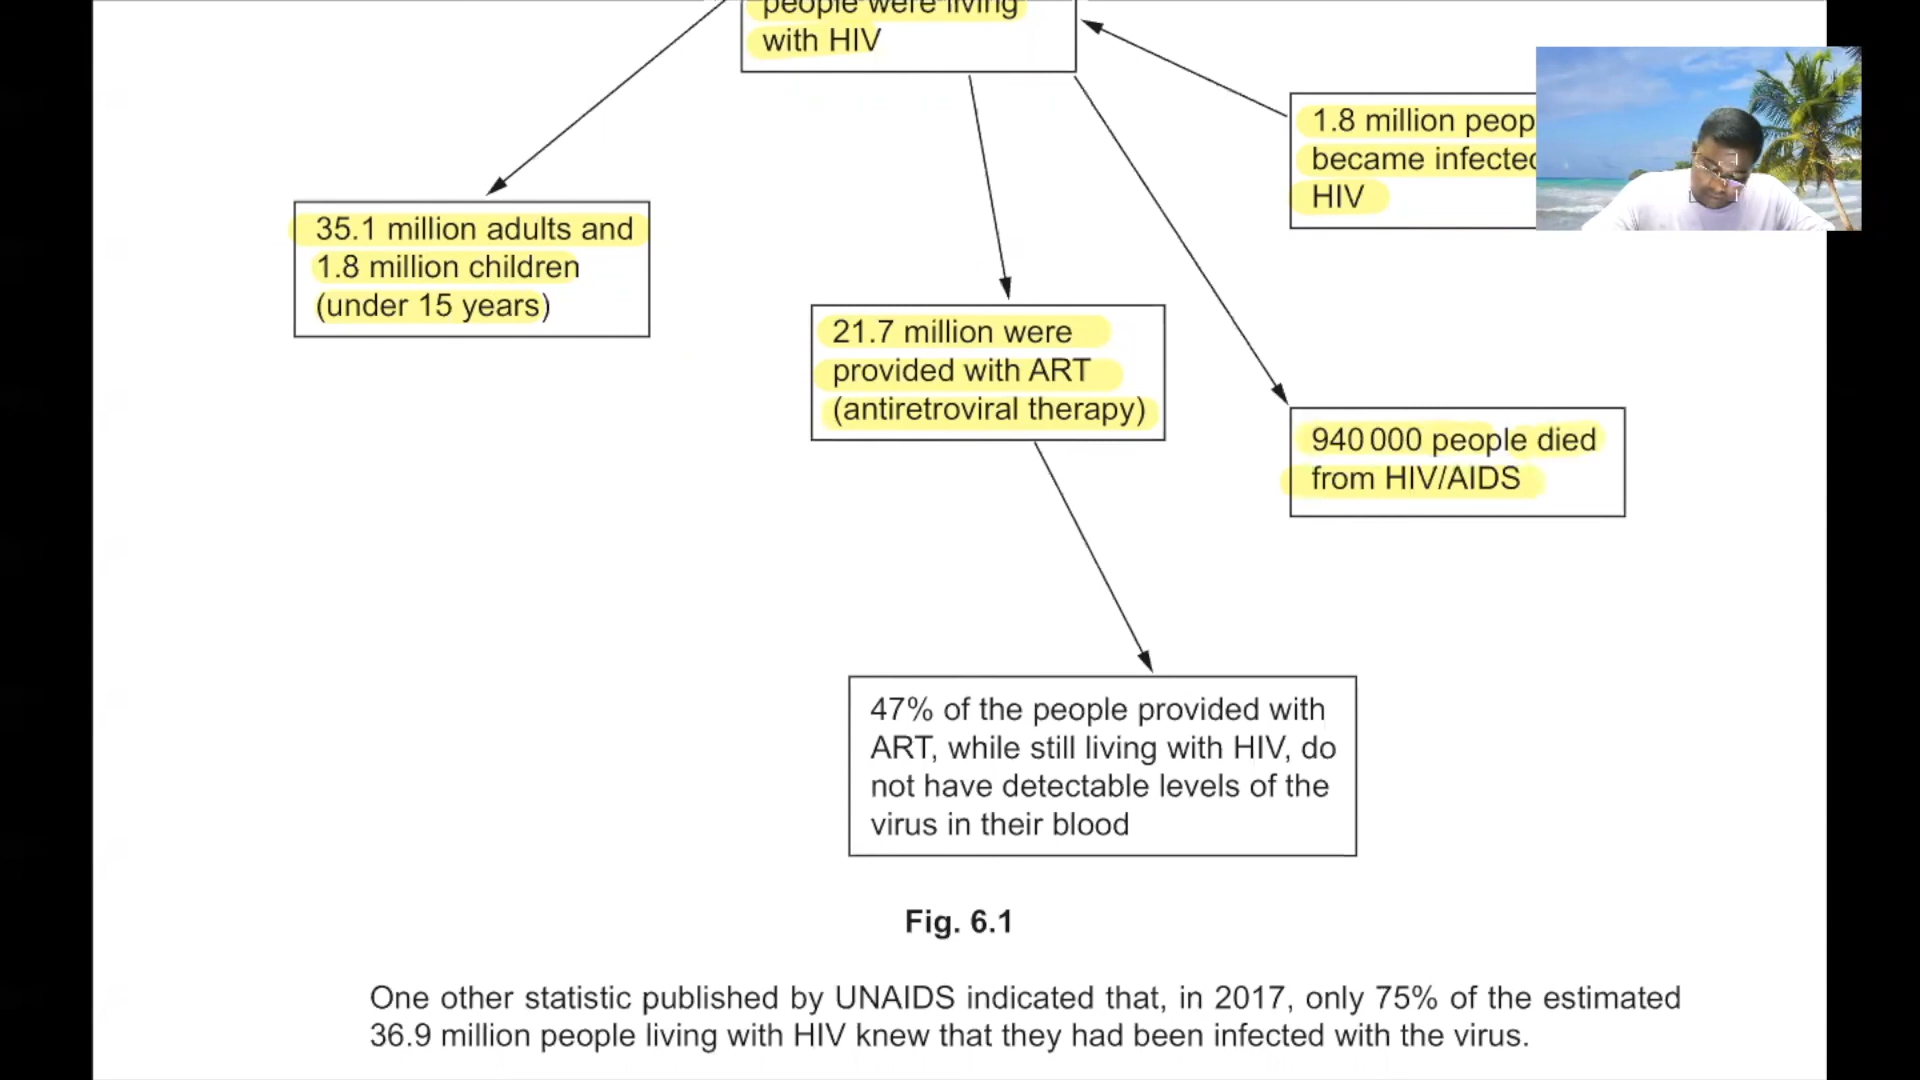 people were living
with HIV
1.8 million
became infected
HIV
35.1 million adults and
1.8 million children
(under 15 years)
21.7 million were
provided with ART
(antiretroviral therapy)
940 000 people died
from HIV/AIDS
47% of the people provided with
ART, while still living with HIV, do
not have detectable levels of the
virus in their blood
Fig. 6.1
One other statistic published by UNAIDS indicated that, in 2017, only 75% of the estimated
36.9 million people living with HIV knew that they had been infected with the virus.